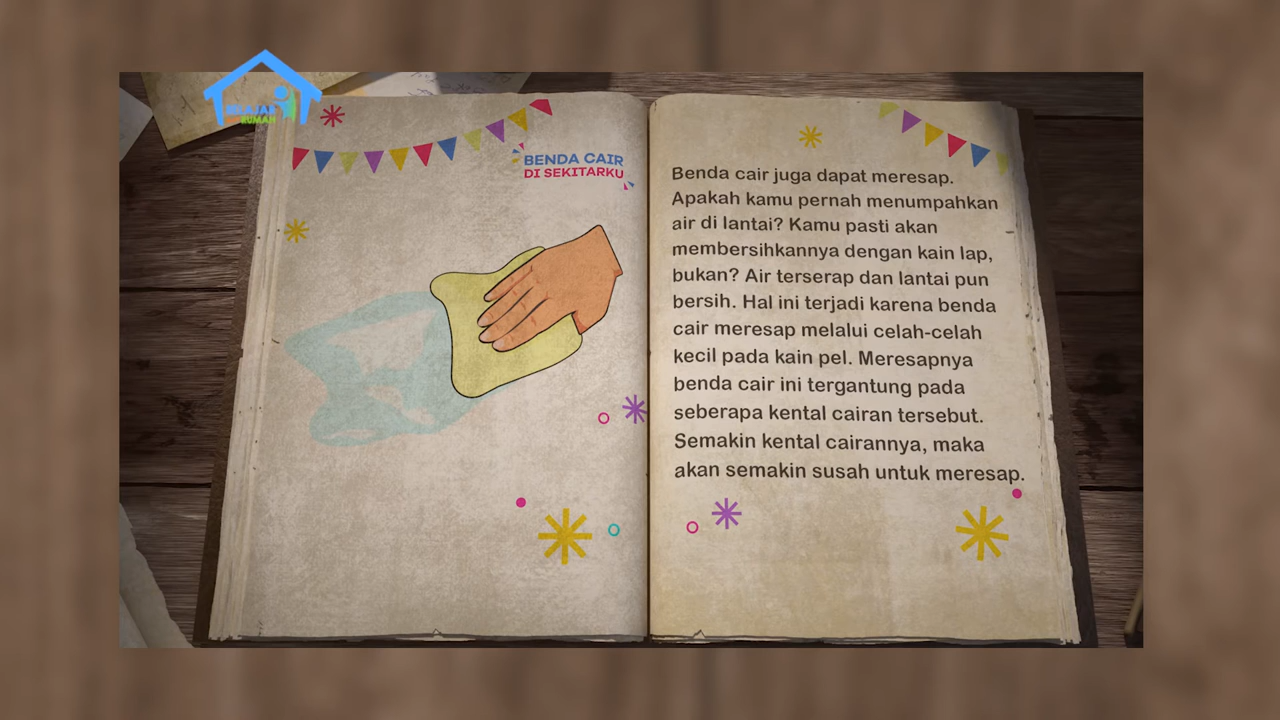 BELAJAR
RUMAH
BENDA CAIR
DI SEKITARKU
Benda cair juga dapat meresap.
Apakah kamu pernah menumpahkan
air di lantai? Kamu pasti akan
membersihkannya dengan kain lap,
bukan? Air terserap dan lantai pun
bersih. Hal ini terjadi karena benda
cair meresap melalui celah-celah
kecil pada kain pel. Meresapnya
benda cair ini tergantung pada
seberapa kental cairan tersebut.
Semakin kental cairannya, maka
akan semakin susah untuk meresap.